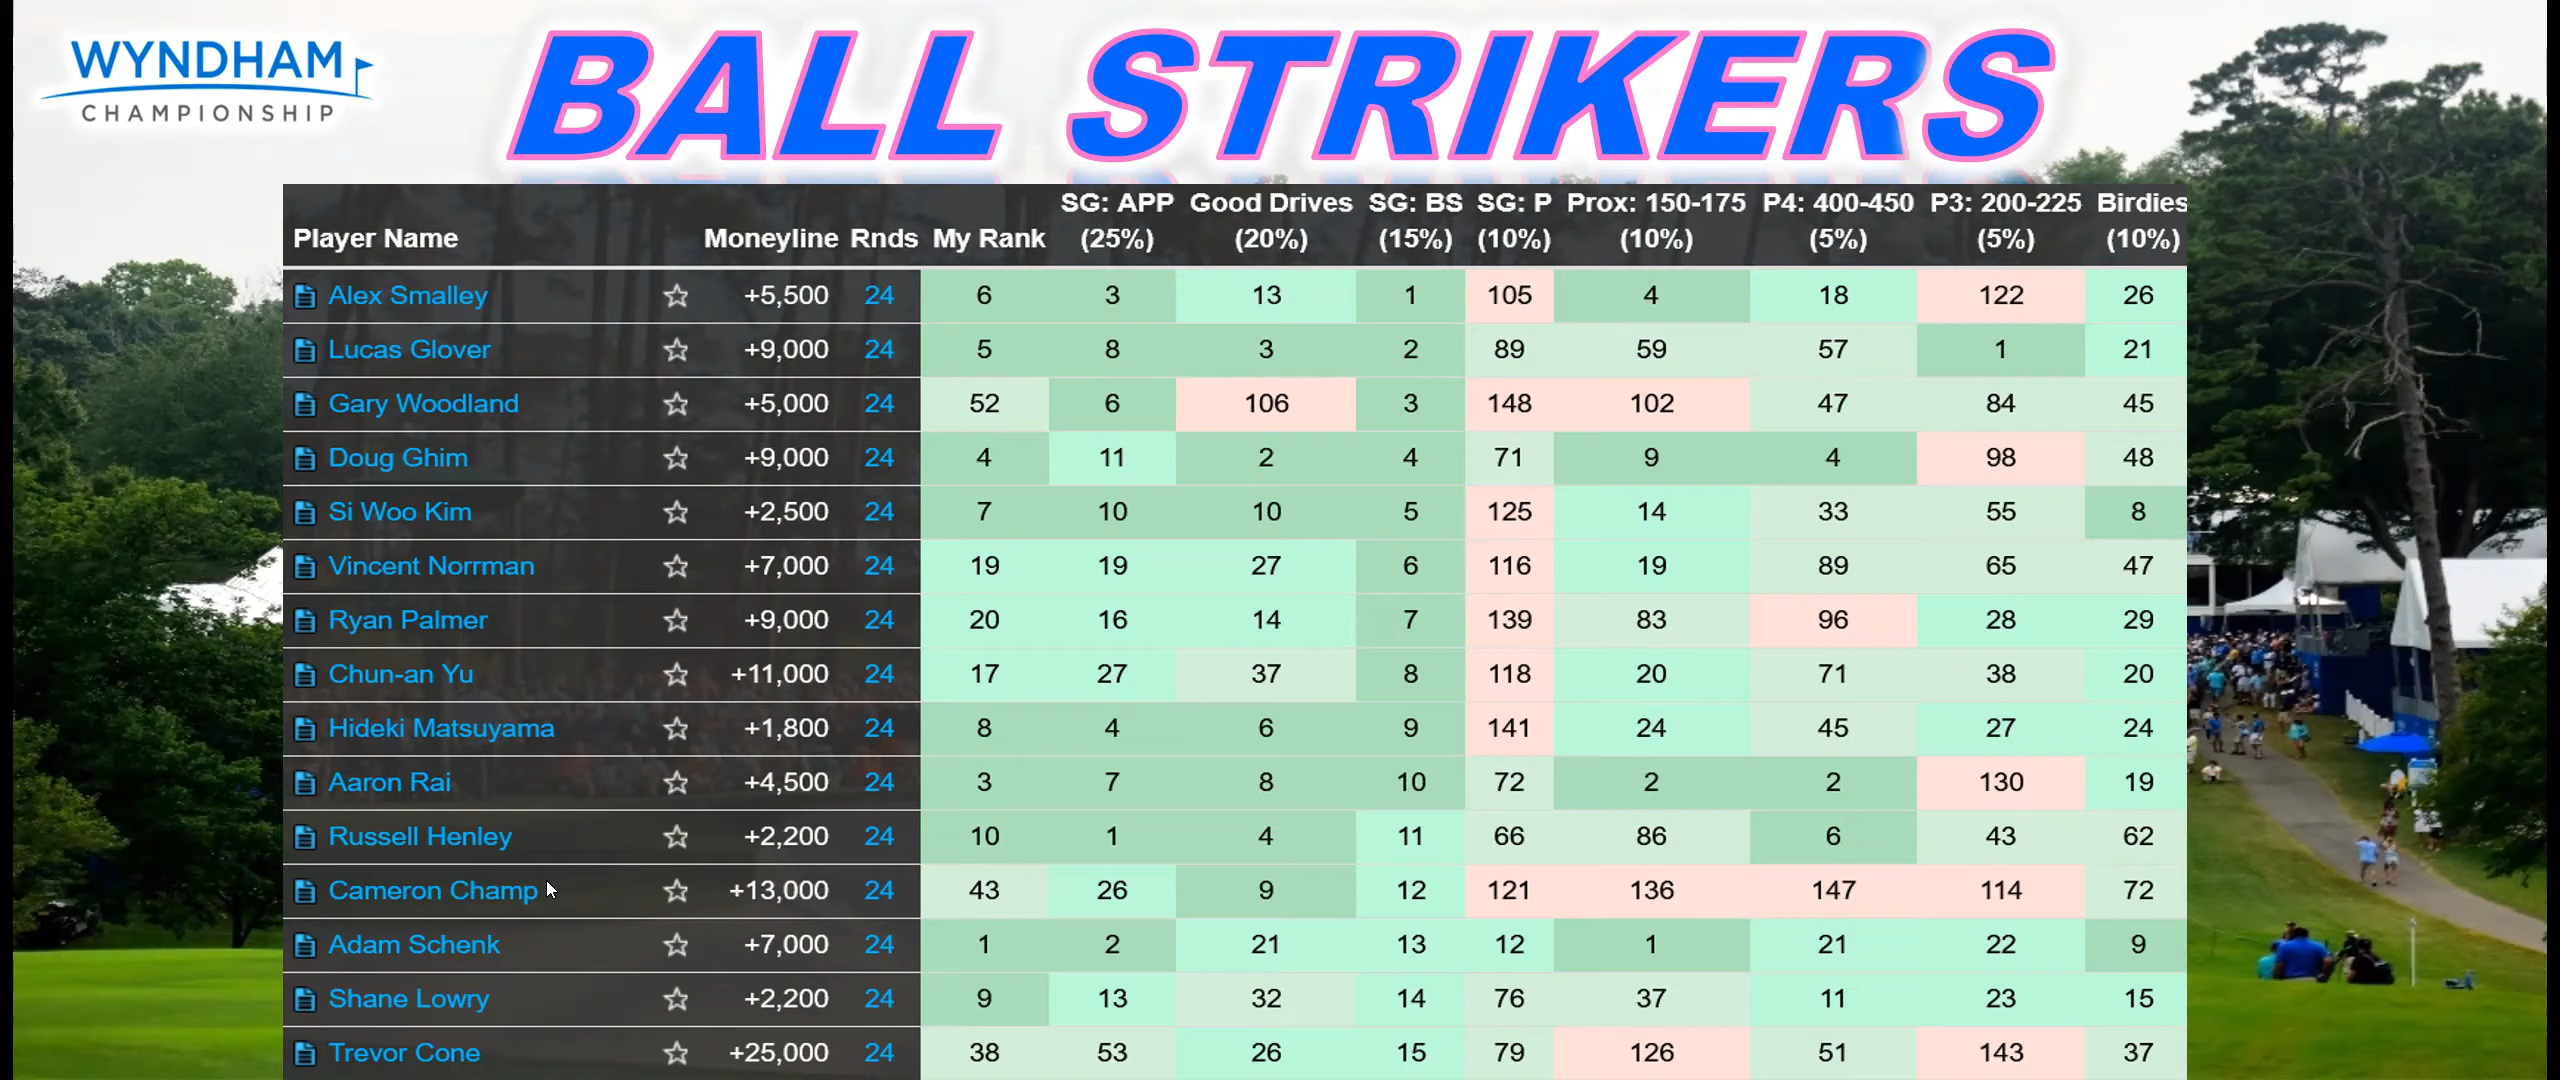 WYNDHAM
CHAMPIONSHIP
BALL STRIKERS
Player Name Moneyline Rnds My Rank SG: APP (25%) Good Drives (20%) SG: BS (15%) SG: P (10%) Prox: 150-175 (10%) P4: 400-450 (5%) P3: 200-225 (5%) Birdies (10%)
Alex Smalley +5,500 24 6 3 13 1 105 4 18 122 26
Lucas Glover +9,000 24 5 8 3 2 89 59 57 1 21
Gary Woodland +5,000 24 52 6 106 3 148 102 47 84 45
Doug Ghim +9,000 24 4 11 2 4 71 9 4 98 48
Si Woo Kim +2,500 24 7 10 10 5 125 14 33 55 8
Vincent Norrman +7,000 24 19 19 27 6 116 19 89 65 47
Ryan Palmer +9,000 24 20 16 14 7 139 83 96 28 29
Chun-an Yu +11,000 24 17 27 37 8 118 20 71 38 20
Hideki Matsuyama +1,800 24 8 4 6 9 141 24 45 27 24
Aaron Rai +4,500 24 3 7 8 10 72 2 2 130 19
Russell Henley +2,200 24 10 1 4 11 66 86 6 43 62
Cameron Champ +13,000 24 43 26 9 12 121 136 147 114 72
Adam Schenk +7,000 24 1 2 21 13 12 1 21 22 9
Shane Lowry +2,200 24 9 13 32 14 76 37 11 23 15
Trevor Cone +25,000 24 38 53 26 15 79 126 51 143 37